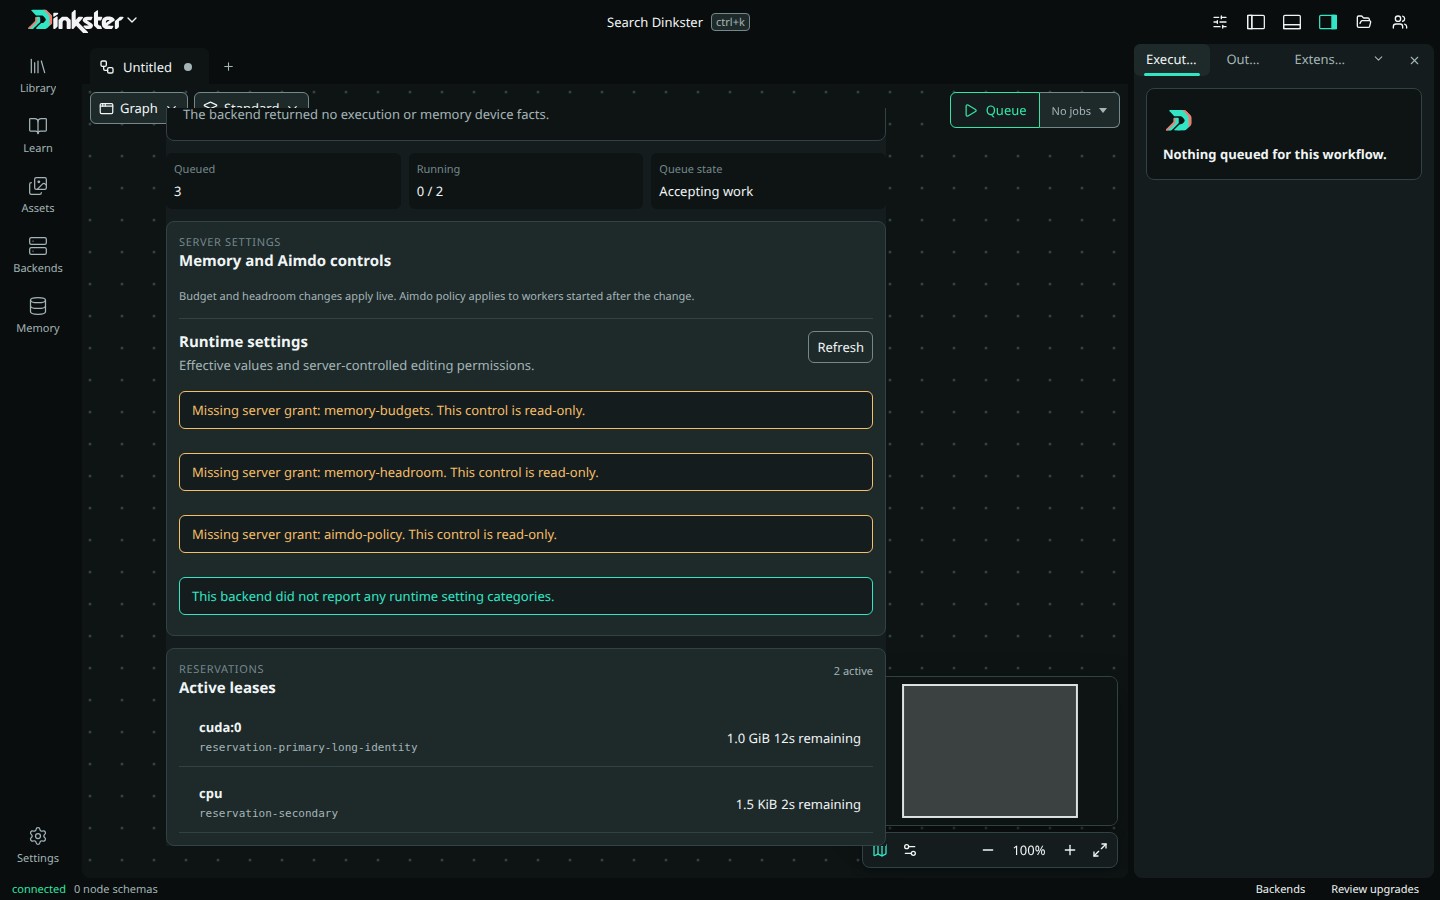 Dinkster
Search Dinkster ctrl+k
Library
Learn
Assets
Backends
Memory
Settings
Untitled
Graph
Standard
Queue
No jobs
The backend returned no execution or memory device facts.
Queued
3
Running
0 / 2
Queue state
Accepting work
SERVER SETTINGS
Memory and Aimdo controls
Budget and headroom changes apply live. Aimdo policy applies to workers started after the change.
Runtime settings
Effective values and server-controlled editing permissions.
Refresh
Missing server grant: memory-budgets. This control is read-only.
Missing server grant: memory-headroom. This control is read-only.
Missing server grant: aimdo-policy. This control is read-only.
This backend did not report any runtime setting categories.
RESERVATIONS
Active leases
2 active
cuda:0
reservation-primary-long-identity
1.0 GiB 12s remaining
cpu
reservation-secondary
1.5 KiB 2s remaining
100%
Execut...
Out...
Extens...
Nothing queued for this workflow.
connected 0 node schemas
Backends
Review upgrades